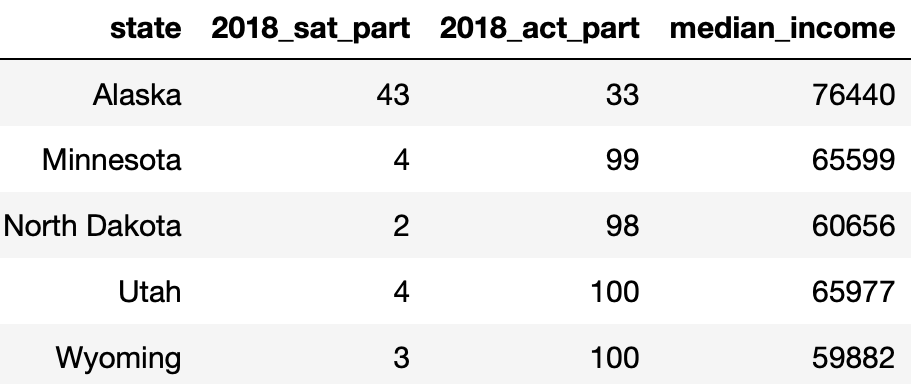 state 2018_sat_part 2018_act_part median_income
Alaska 43 33 76440
Minnesota 4 99 65599
North Dakota 2 98 60656
Utah 4 100 65977
Wyoming 3 100 59882